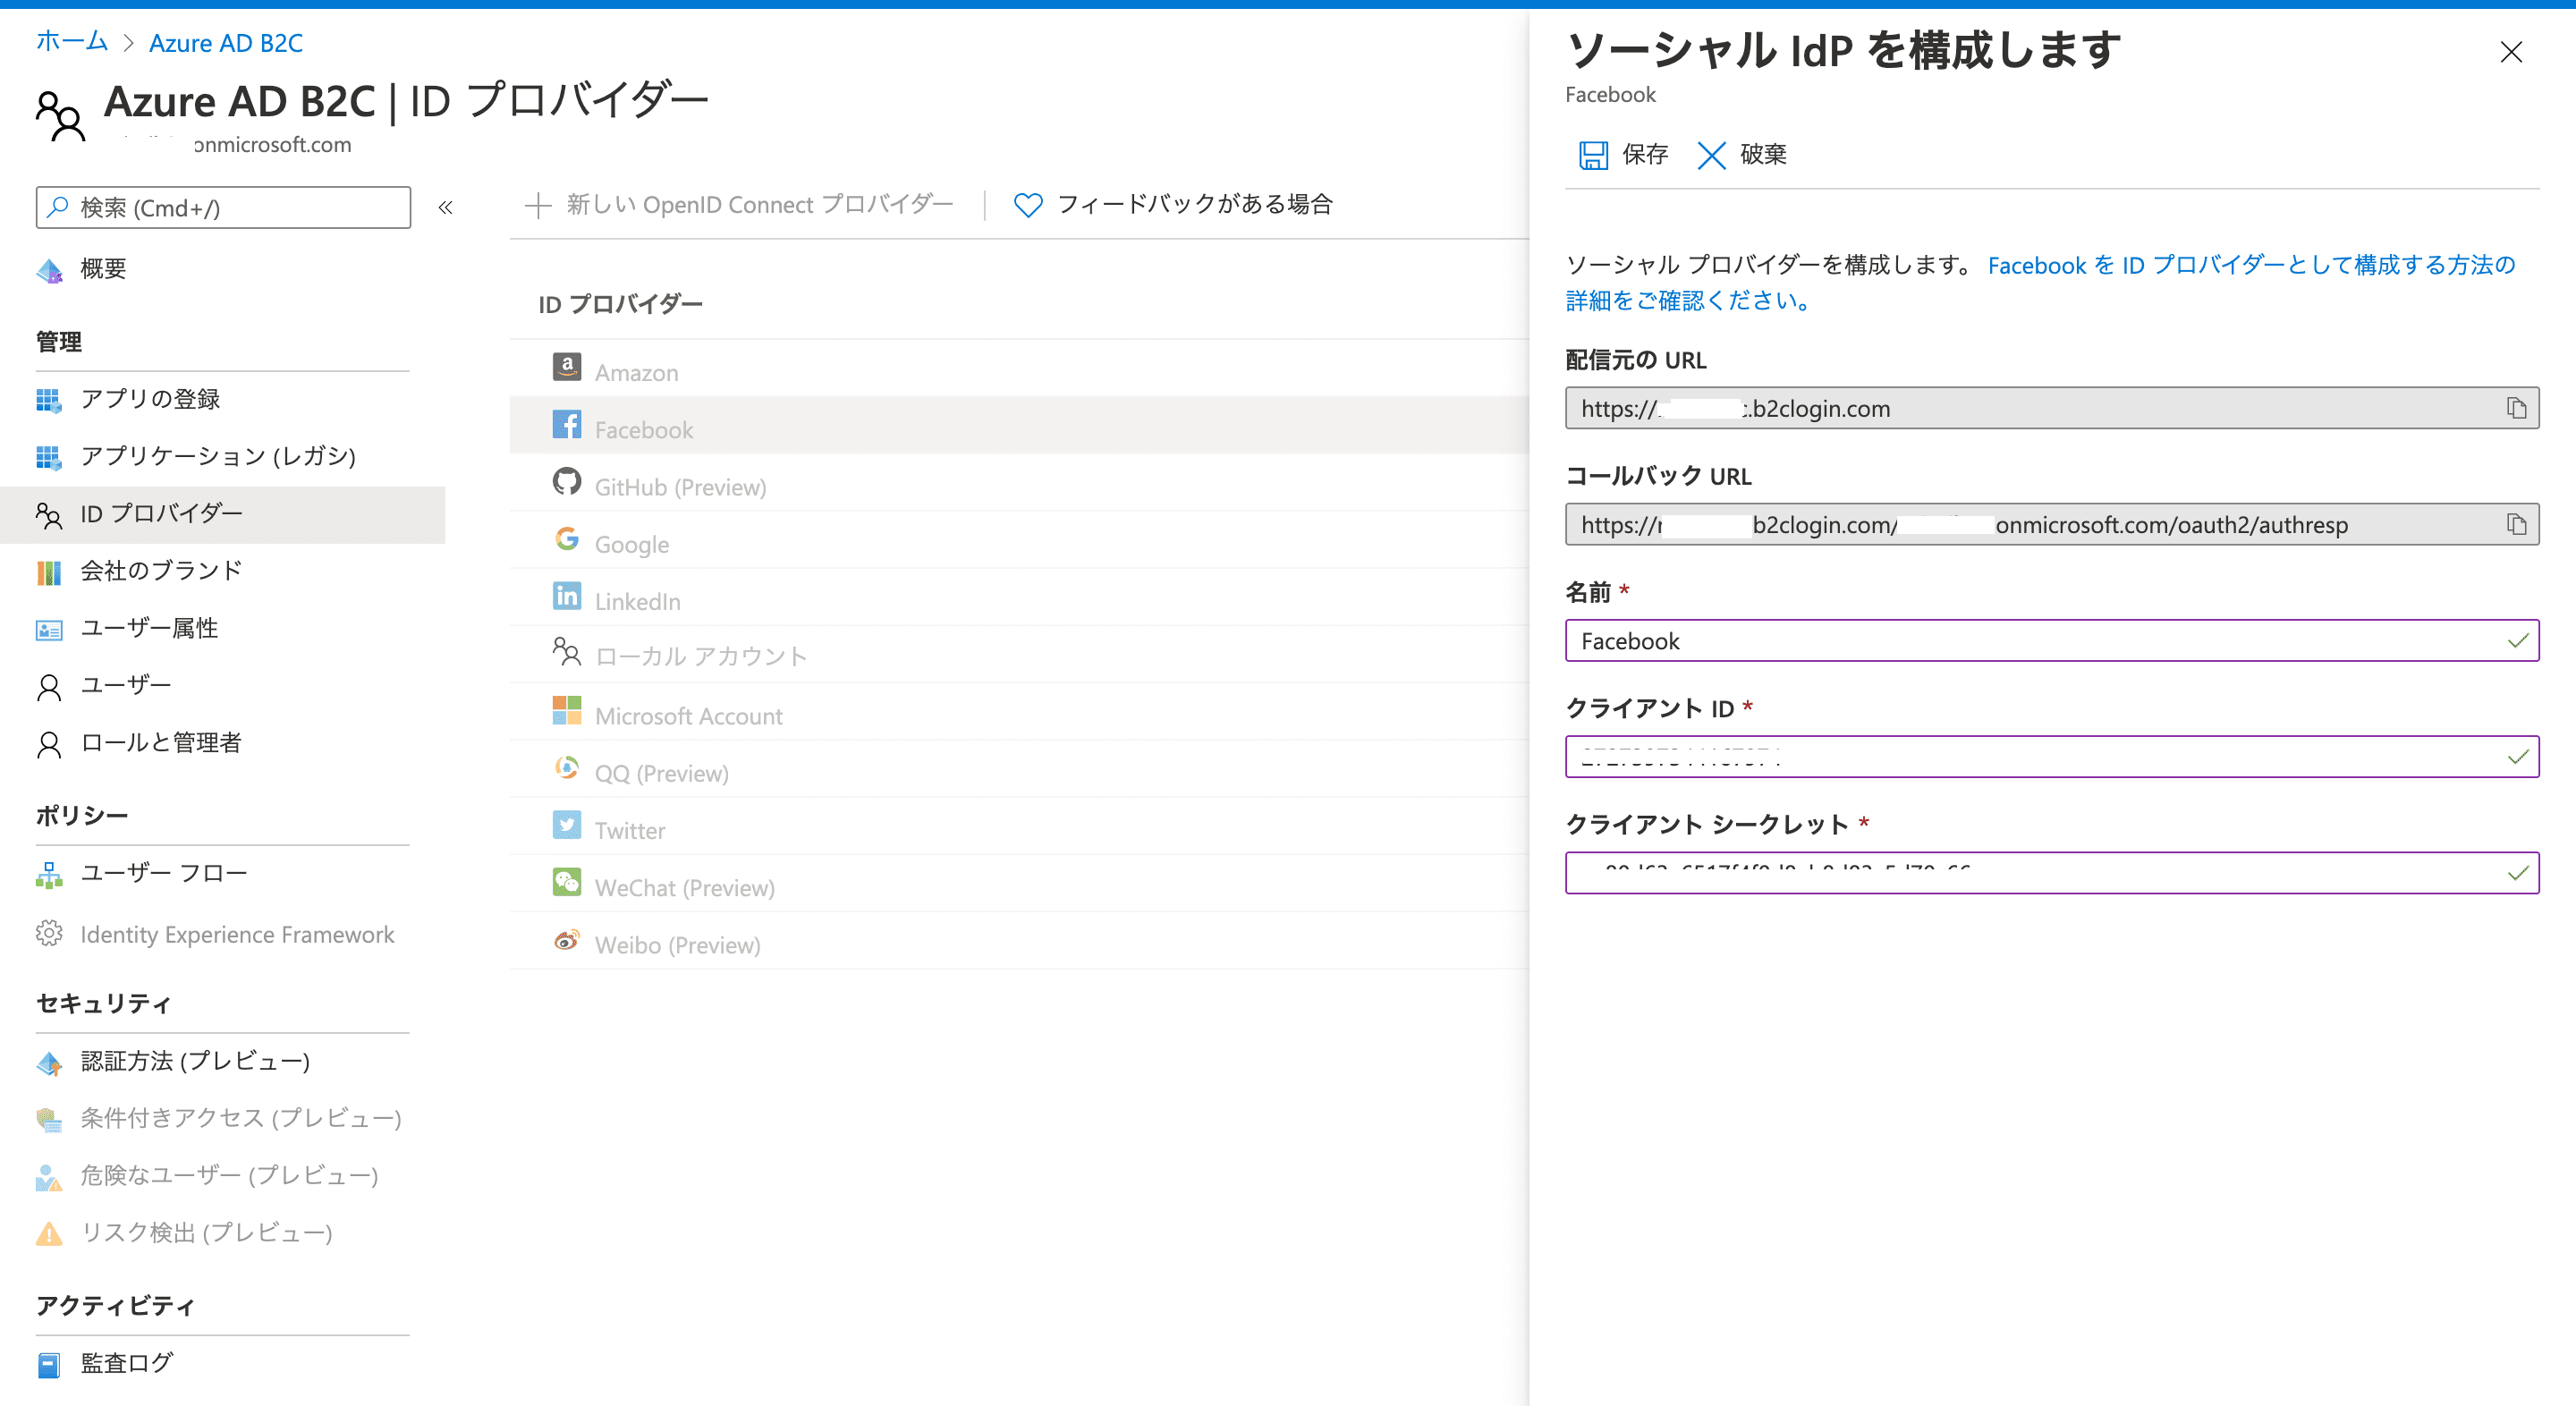 ホーム > Azure AD B2C
Azure AD B2C | ID プロバイダー
onmicrosoft.com
検索 (Cmd+/)
«
概要
管理
アプリの登録
アプリケーション (レガシ)
ID プロバイダー
会社のブランド
ユーザー属性
ユーザー
ロールと管理者
ポリシー
ユーザー フロー
Identity Experience Framework
セキュリティ
認証方法 (プレビュー)
条件付きアクセス (プレビュー)
危険なユーザー (プレビュー)
リスク検出 (プレビュー)
アクティビティ
監査ログ
新しい OpenID Connect プロバイダー
フィードバックがある場合
ID プロバイダー
Amazon
Facebook
GitHub (Preview)
Google
LinkedIn
ローカル アカウント
Microsoft Account
QQ (Preview)
Twitter
WeChat (Preview)
Weibo (Preview)
ソーシャル IdP を構成します
Facebook
保存
破棄
ソーシャル プロバイダーを構成します。 Facebook を ID プロバイダーとして構成する方法の
詳細をご確認ください。
配信元の URL
https:// .b2clogin.com
コールバック URL
https:// b2clogin.com/ onmicrosoft.com/oauth2/authresp
名前 *
Facebook
クライアント ID *
クライアント シークレット *